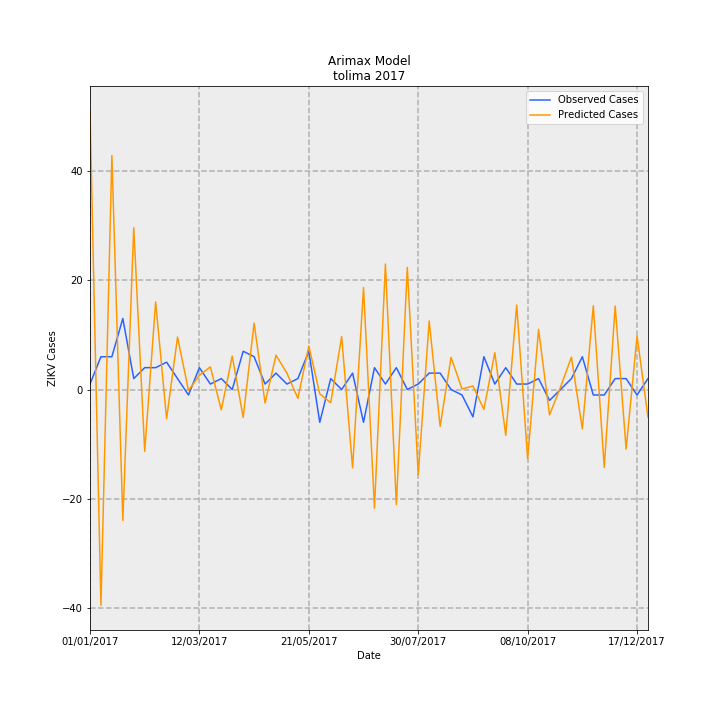 Arimax Model
tolima 2017
Observed Cases
Predicted Cases
ZIKV Cases
40
20
0
−20
−40
01/01/2017 12/03/2017 21/05/2017 30/07/2017 08/10/2017 17/12/2017
Date